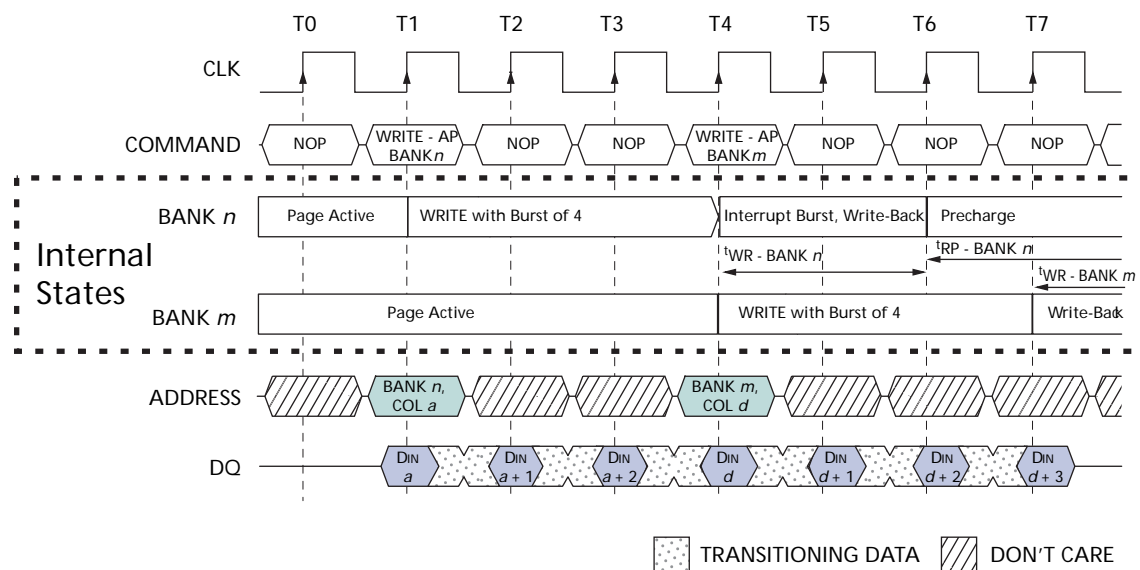 T0 T1 T2 T3 T4 T5 T6 T7
CLK
COMMAND NOP WRITE - AP BANK n NOP NOP WRITE - AP BANK m NOP NOP NOP
Internal States
BANK n Page Active WRITE with Burst of 4 Interrupt Burst, Write-Back Precharge
tWR - BANK n tRP - BANK n
tWR - BANK m
BANK m Page Active WRITE with Burst of 4 Write-Back
ADDRESS BANK n, COL a BANK m, COL d
DQ DIN a DIN a + 1 DIN a + 2 DIN d DIN d + 1 DIN d + 2 DIN d + 3
TRANSITIONING DATA DON'T CARE